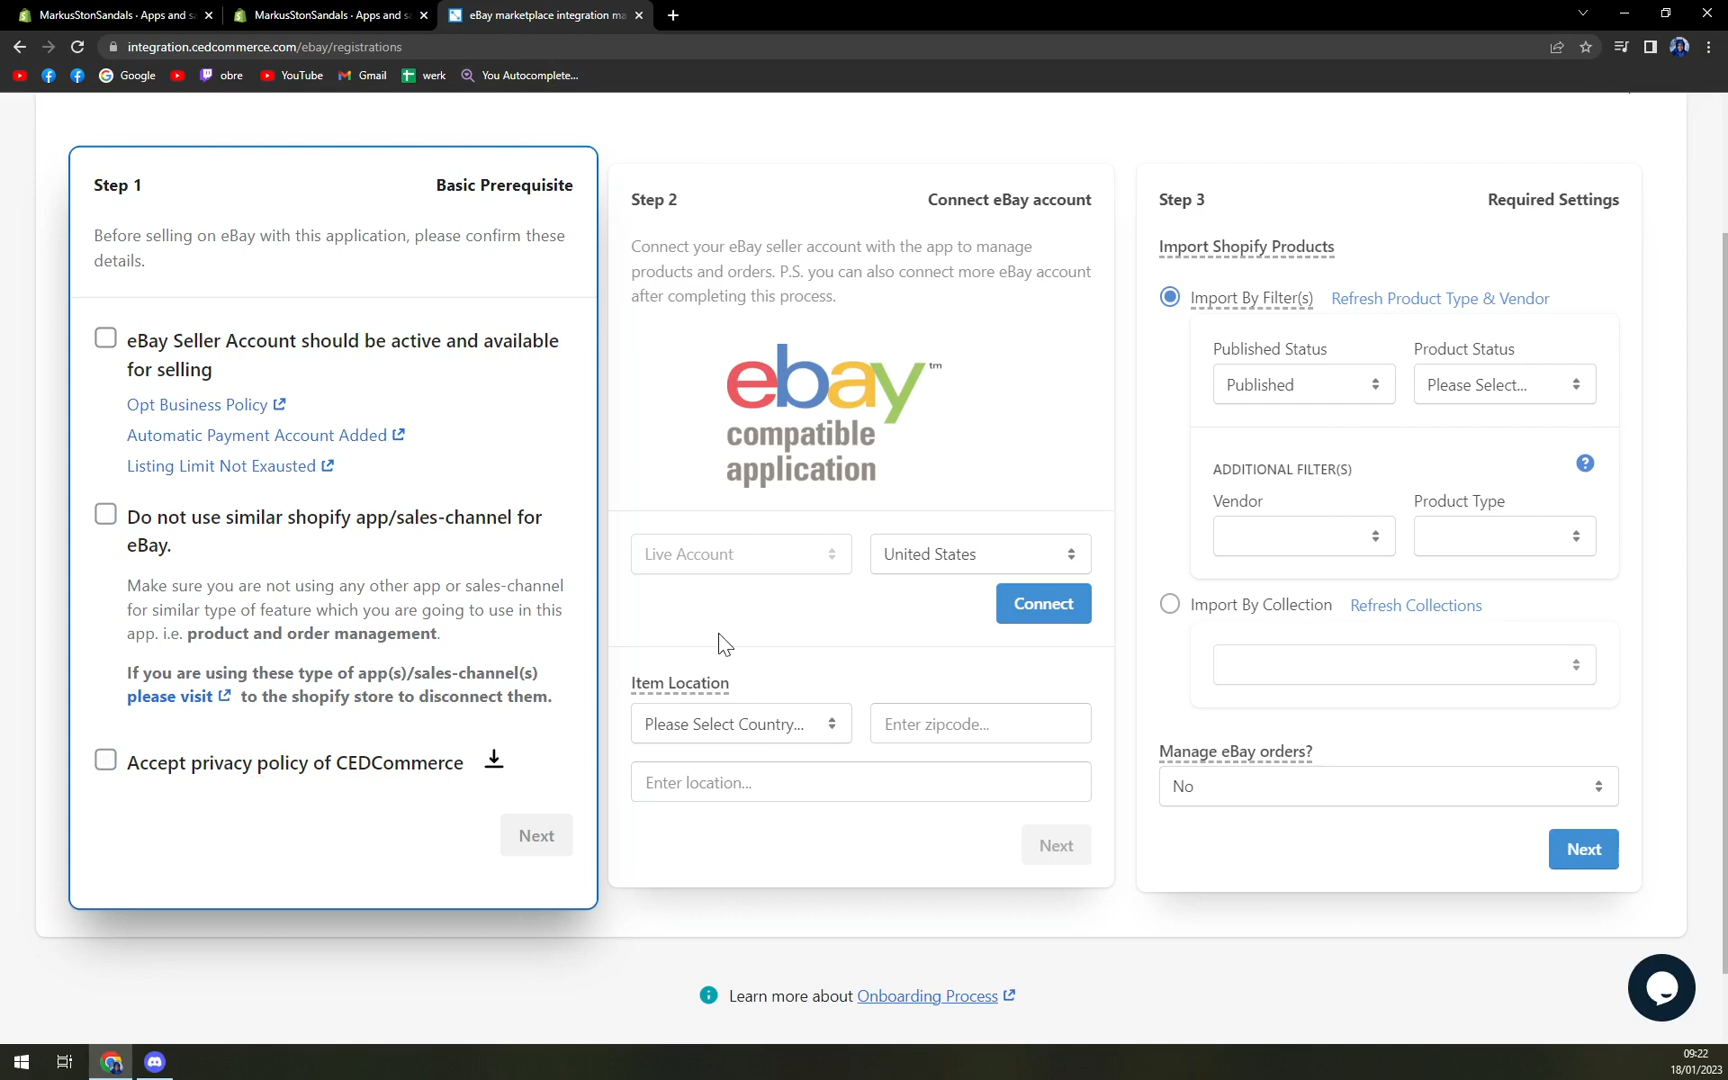 MarkusStonSandals · Apps and s
MarkusStonSandals · Apps and s
eBay marketplace integration ma
integration.cedcommerce.com/ebay/registrations
Google
obre
YouTube
Gmail
werk
You Autocomplete...
Step 1
Basic Prerequisite
Before selling on eBay with this application, please confirm these
details.
eBay Seller Account should be active and available
for selling
Opt Business Policy
Automatic Payment Account Added
Listing Limit Not Exausted
Do not use similar shopify app/sales-channel for
eBay.
Make sure you are not using any other app or sales-channel
for similar type of feature which you are going to use in this
app. i.e. product and order management.
If you are using these type of app(s)/sales-channel(s)
please visit to the shopify store to disconnect them.
Accept privacy policy of CEDCommerce
Next
Step 2
Connect eBay account
Connect your eBay seller account with the app to manage
products and orders. P.S. you can also connect more eBay account
after completing this process.
ebay™
compatible
application
Live Account
United States
Connect
Item Location
Please Select Country...
Enter zipcode...
Enter location...
Next
Step 3
Required Settings
Import Shopify Products
Import By Filter(s)
Refresh Product Type & Vendor
Published Status
Product Status
Published
Please Select...
ADDITIONAL FILTER(S)
Vendor
Product Type
Import By Collection
Refresh Collections
Manage eBay orders?
No
Next
Learn more about Onboarding Process
09:22
18/01/2023